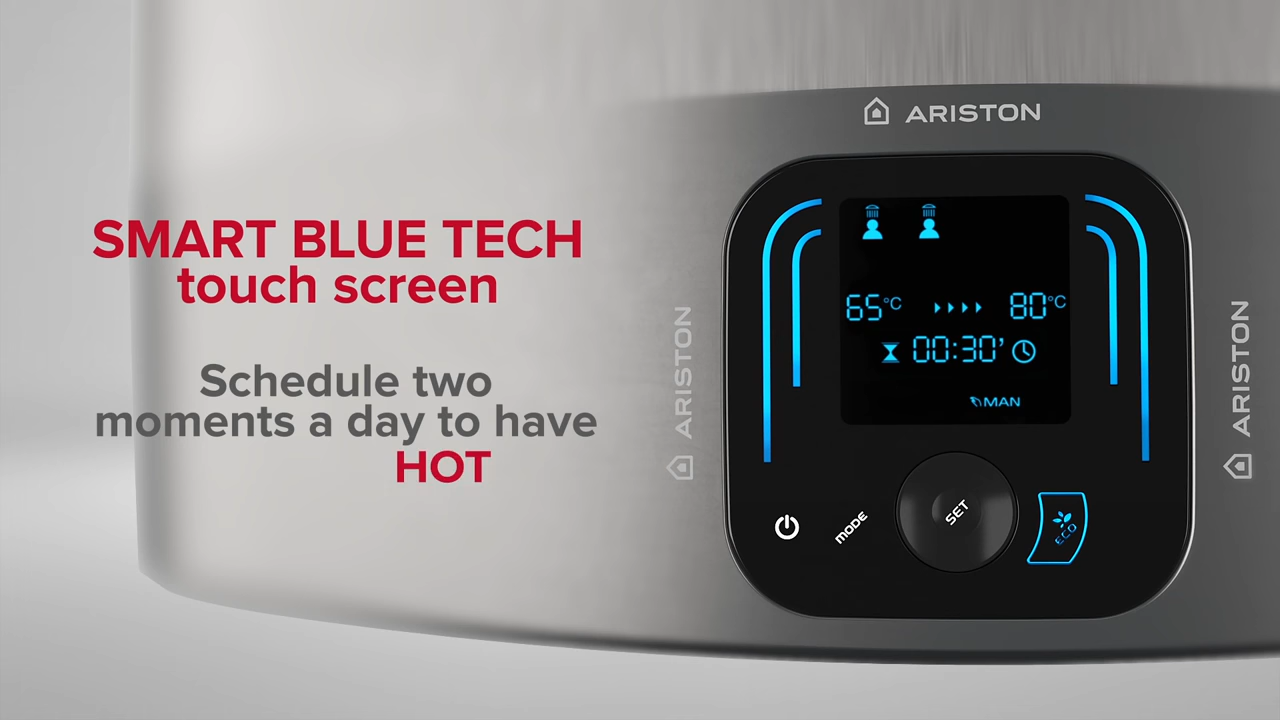 ARISTON
SMART BLUE TECH
touch screen
Schedule two
moments a day to have
HOT
65°C
80°C
00:30’
MAN
MODE
SET
ECO
ARISTON
ARISTON